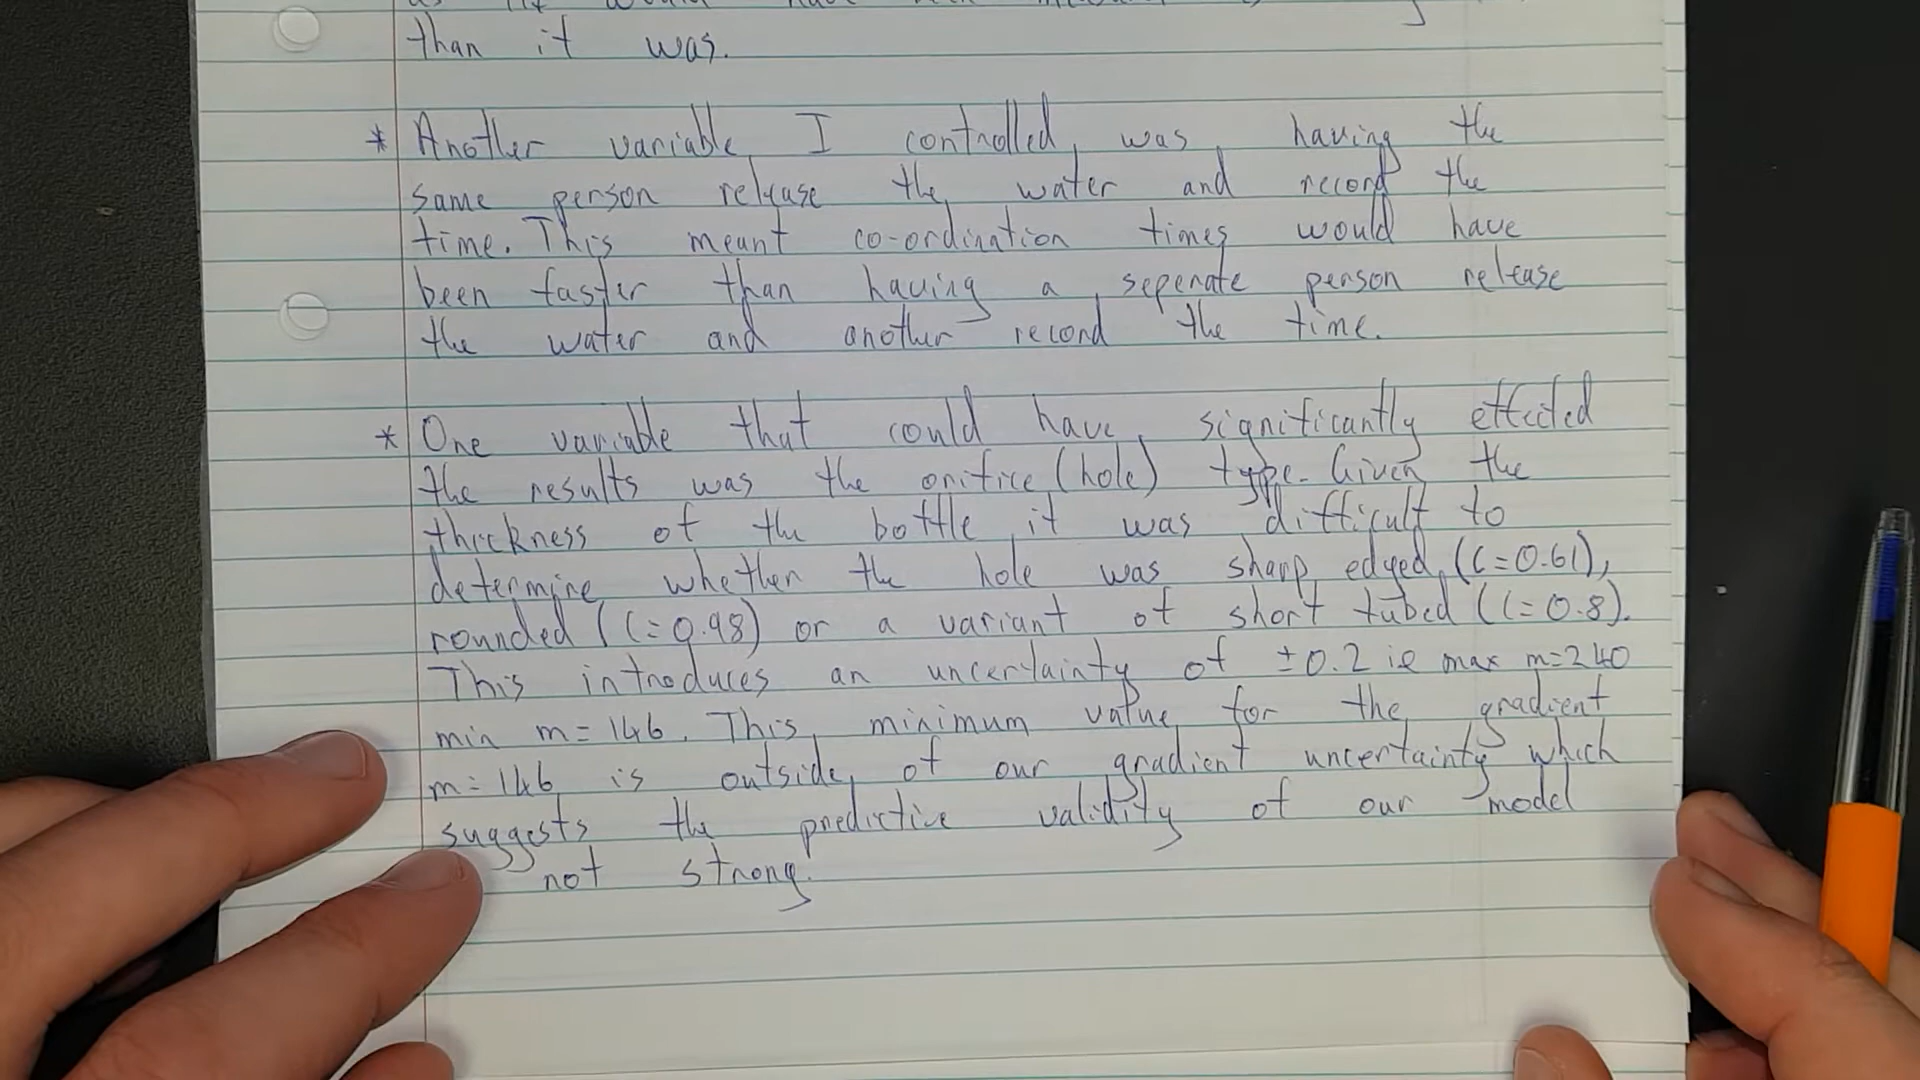 than it was.
* Another variable I controlled, was, having the
same person release the water and record the
time. This meant co-ordination times would have
been faster than having a seperate person release
the water and another record the time.
* One variable that could have significantly effected
the results was the orifice (hole) type. Given the
thickness of the bottle it was difficult to
determine whether the hole was sharp edged (C=0.61),
rounded (C=0.98) or a variant of short tubed (C=0.8).
This introduces an uncertainty of ±0.2 ie max m=240
min m=146. This minimum value for the gradient
m=146 is outside of our gradient uncertainty which
suggests the predictive validity of our model
not strong.